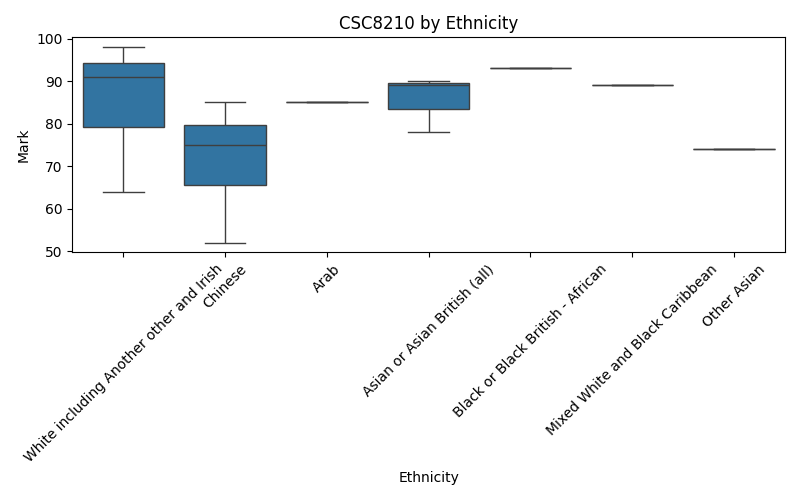 CSC8210 by Ethnicity
Mark
100
90
80
70
60
50
White including Another other and Irish
Chinese
Arab
Asian or Asian British (all)
Black or Black British - African
Mixed White and Black Caribbean
Other Asian
Ethnicity